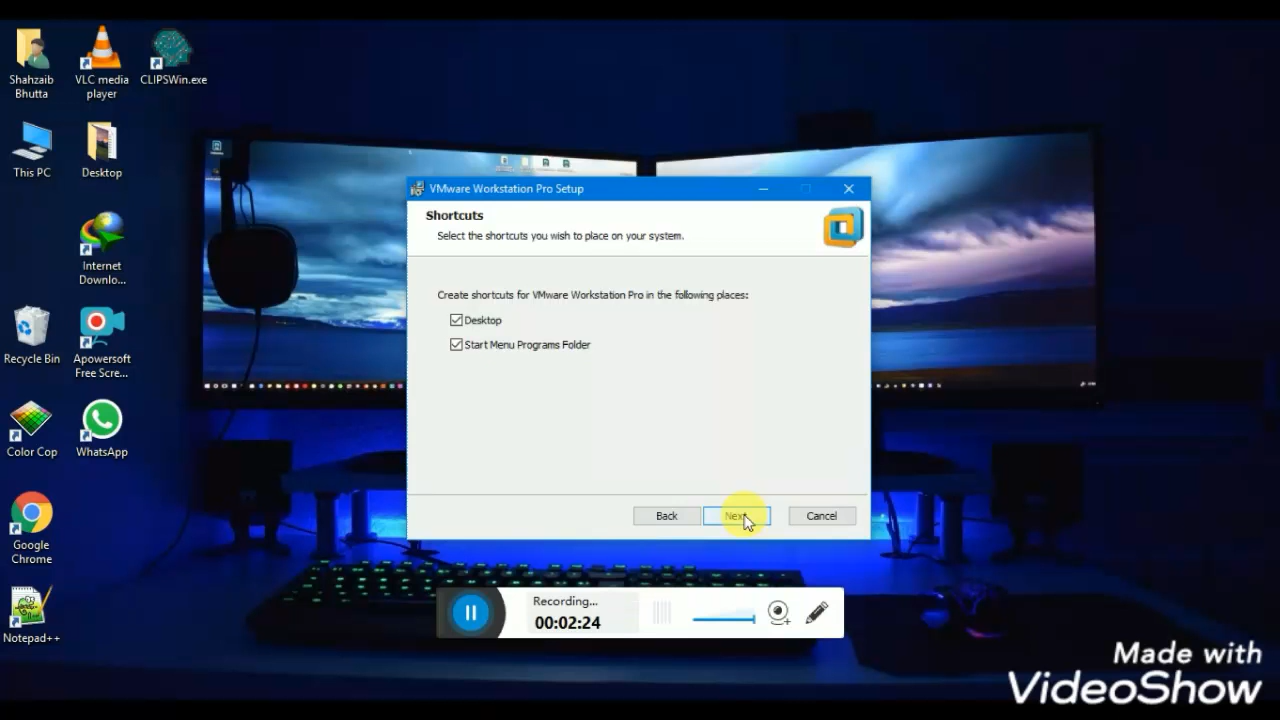 Shahzaib
Bhutta
VLC media
player
CLIPSWin.exe
This PC
Desktop
Internet
Downlo...
Recycle Bin
Apowersoft
Free Scre...
Color Cop
WhatsApp
Google
Chrome
Notepad++
VMware Workstation Pro Setup
Shortcuts
Select the shortcuts you wish to place on your system.
Create shortcuts for VMware Workstation Pro in the following places:
Desktop
Start Menu Programs Folder
Back
Next
Cancel
Recording...
00:02:24
Made with
VideoShow